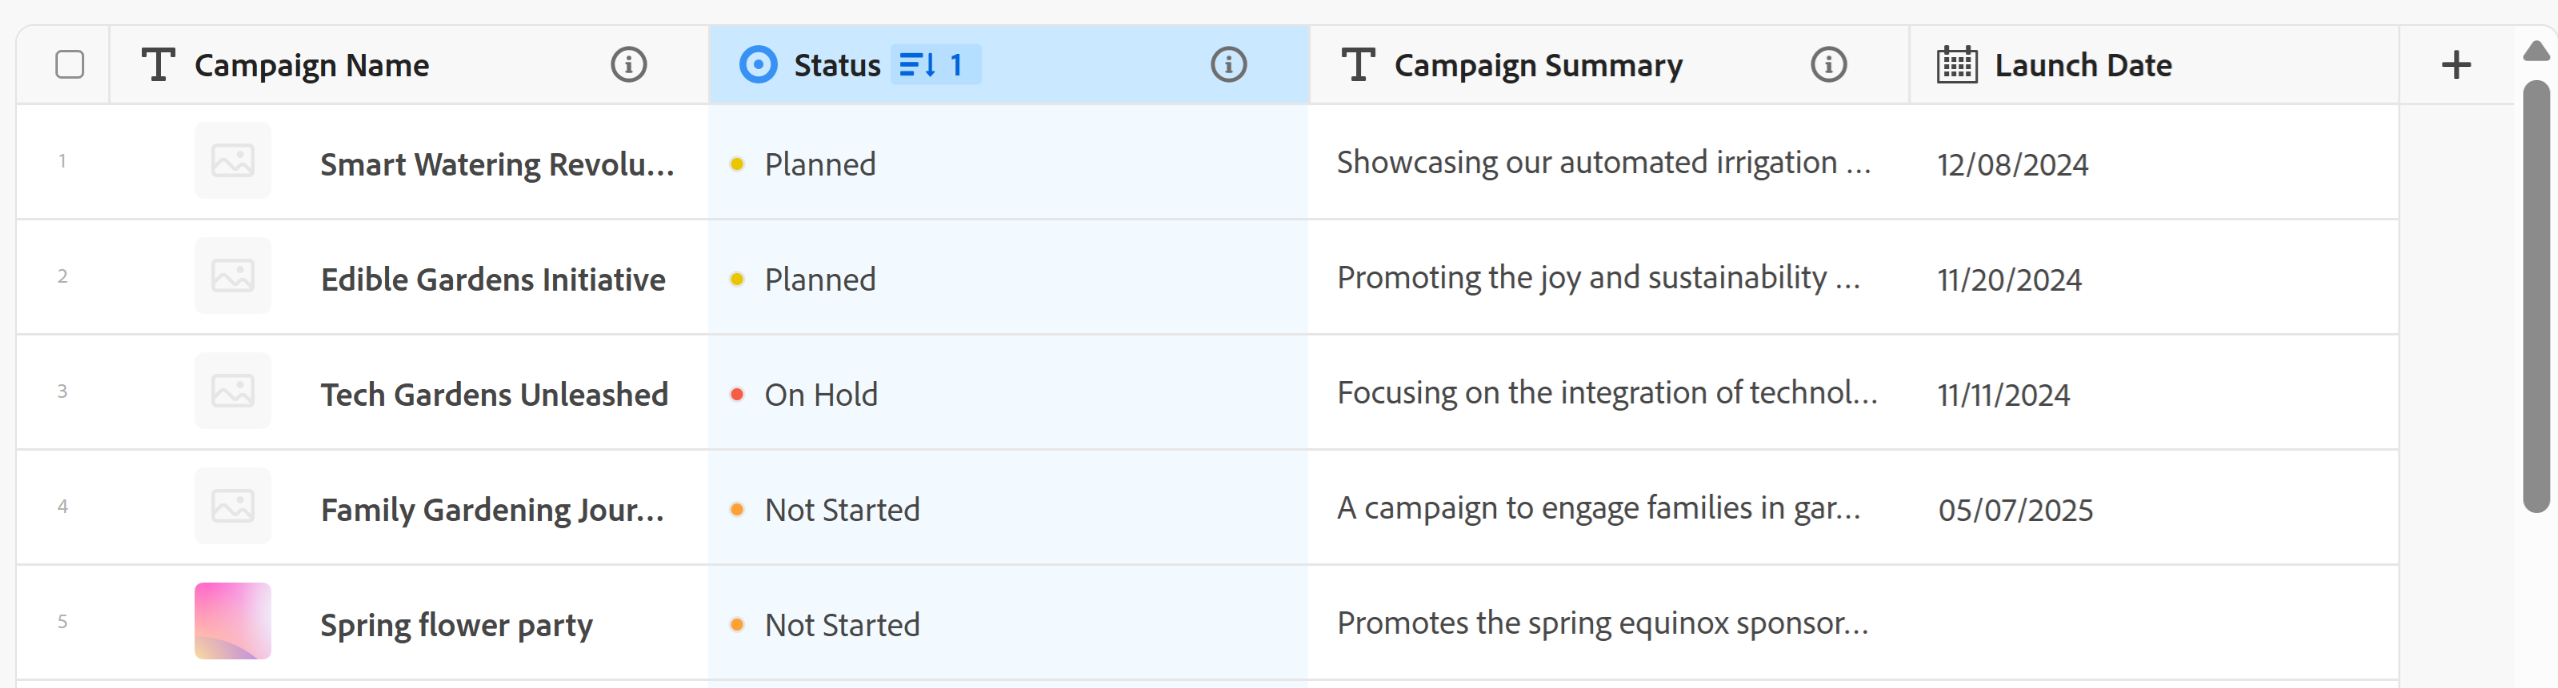 Campaign Name Status 1 Campaign Summary Launch Date
1 Smart Watering Revolu... Planned Showcasing our automated irrigation ... 12/08/2024
2 Edible Gardens Initiative Planned Promoting the joy and sustainability ... 11/20/2024
3 Tech Gardens Unleashed On Hold Focusing on the integration of technol... 11/11/2024
4 Family Gardening Jour... Not Started A campaign to engage families in gar... 05/07/2025
5 Spring flower party Not Started Promotes the spring equinox sponsor...